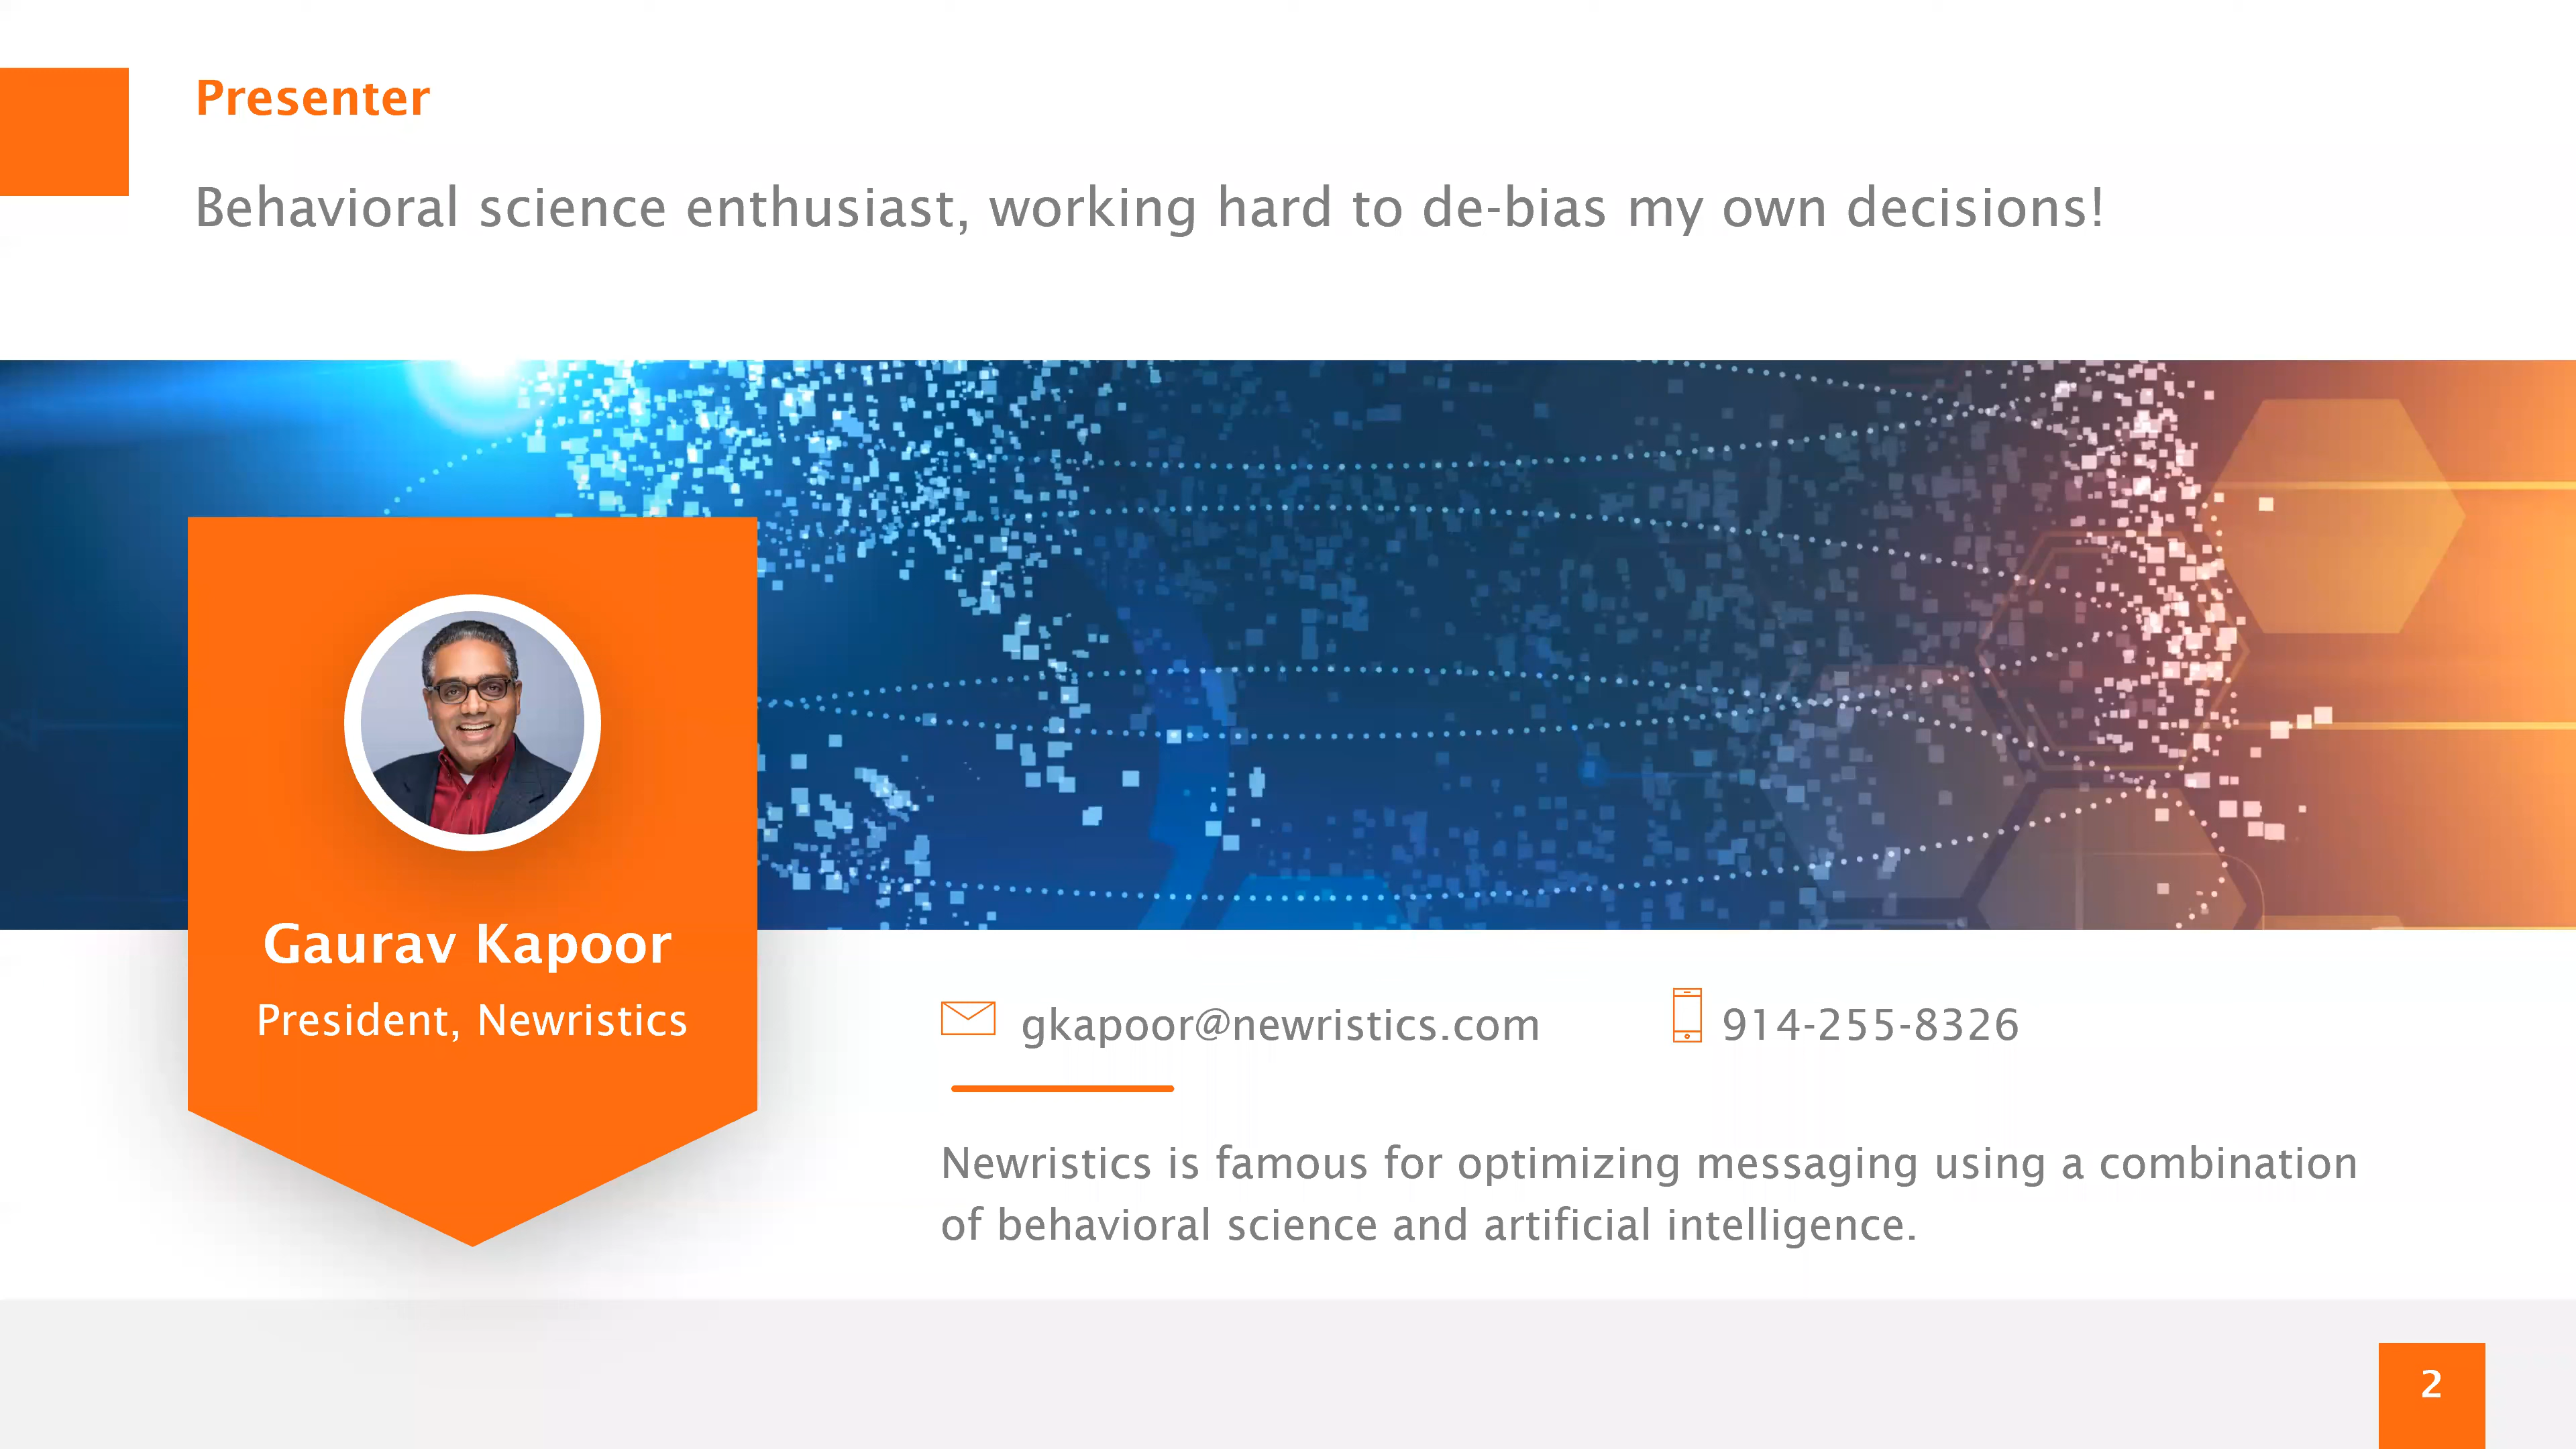 Presenter
Behavioral science enthusiast, working hard to de-bias my own decisions!
Gaurav Kapoor
President, Newristics
gkapoor@newristics.com
914-255-8326
Newristics is famous for optimizing messaging using a combination
of behavioral science and artificial intelligence.
2